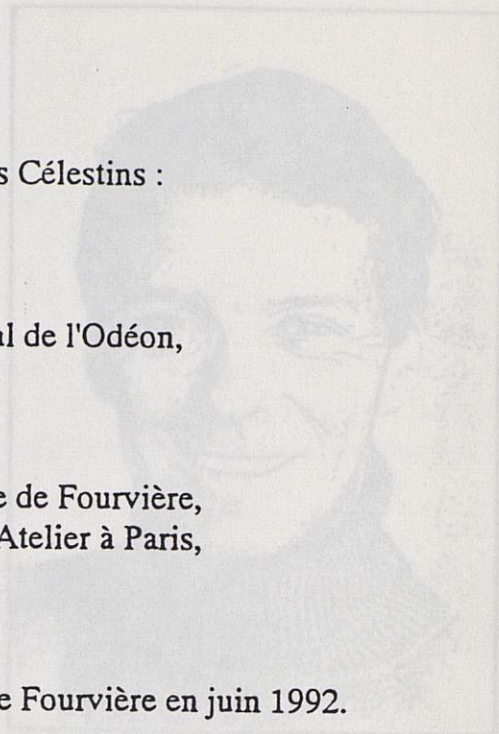 s Célestins :
al de l'Odéon,
e de Fourvière,
Atelier à Paris,
e Fourvière en juin 1992.